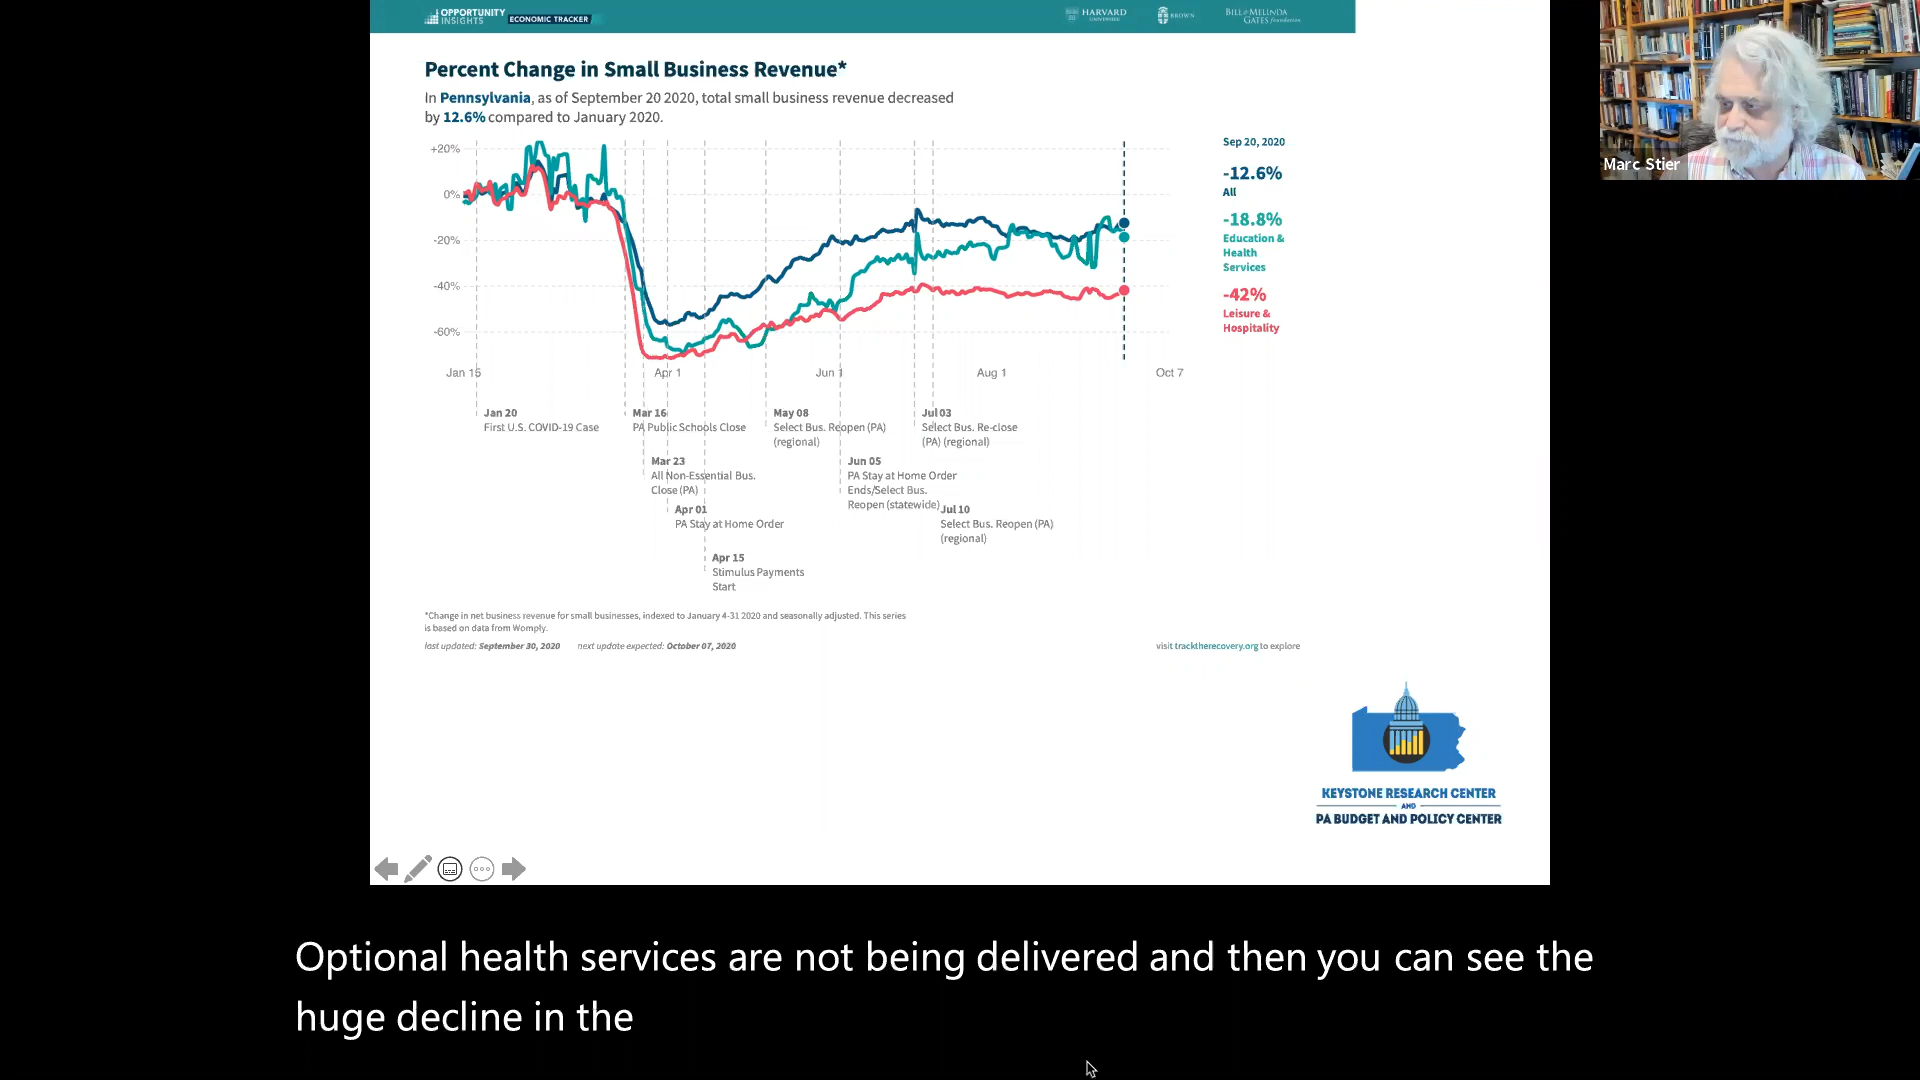 OPPORTUNITY
INSIGHTS ECONOMIC TRACKER
HARVARD
UNIVERSITY
BROWN
BILL & MELINDA
GATES foundation
Percent Change in Small Business Revenue*
In Pennsylvania, as of September 20 2020, total small business revenue decreased
by 12.6% compared to January 2020.
+20%
0%
-20%
-40%
-60%
Jan 15
Apr 1
Jun 1
Aug 1
Oct 7
Sep 20, 2020
-12.6%
All
-18.8%
Education &
Health
Services
-42%
Leisure &
Hospitality
Jan 20
First U.S. COVID-19 Case
Mar 16
PA Public Schools Close
May 08
Select Bus. Reopen (PA)
(regional)
Jul 03
Select Bus. Re-close
(PA) (regional)
Mar 23
All Non-Essential Bus.
Close (PA)
Jun 05
PA Stay at Home Order
Ends/Select Bus.
Reopen (statewide)
Apr 01
PA Stay at Home Order
Jul 10
Select Bus. Reopen (PA)
(regional)
Apr 15
Stimulus Payments
Start
*Change in net business revenue for small businesses, indexed to January 4-31 2020 and seasonally adjusted. This series
is based on data from Womply.
last updated: September 30, 2020 next update expected: October 07, 2020
visit tracktherecovery.org to explore
KEYSTONE RESEARCH CENTER
AND
PA BUDGET AND POLICY CENTER
Marc Stier
Optional health services are not being delivered and then you can see the
huge decline in the